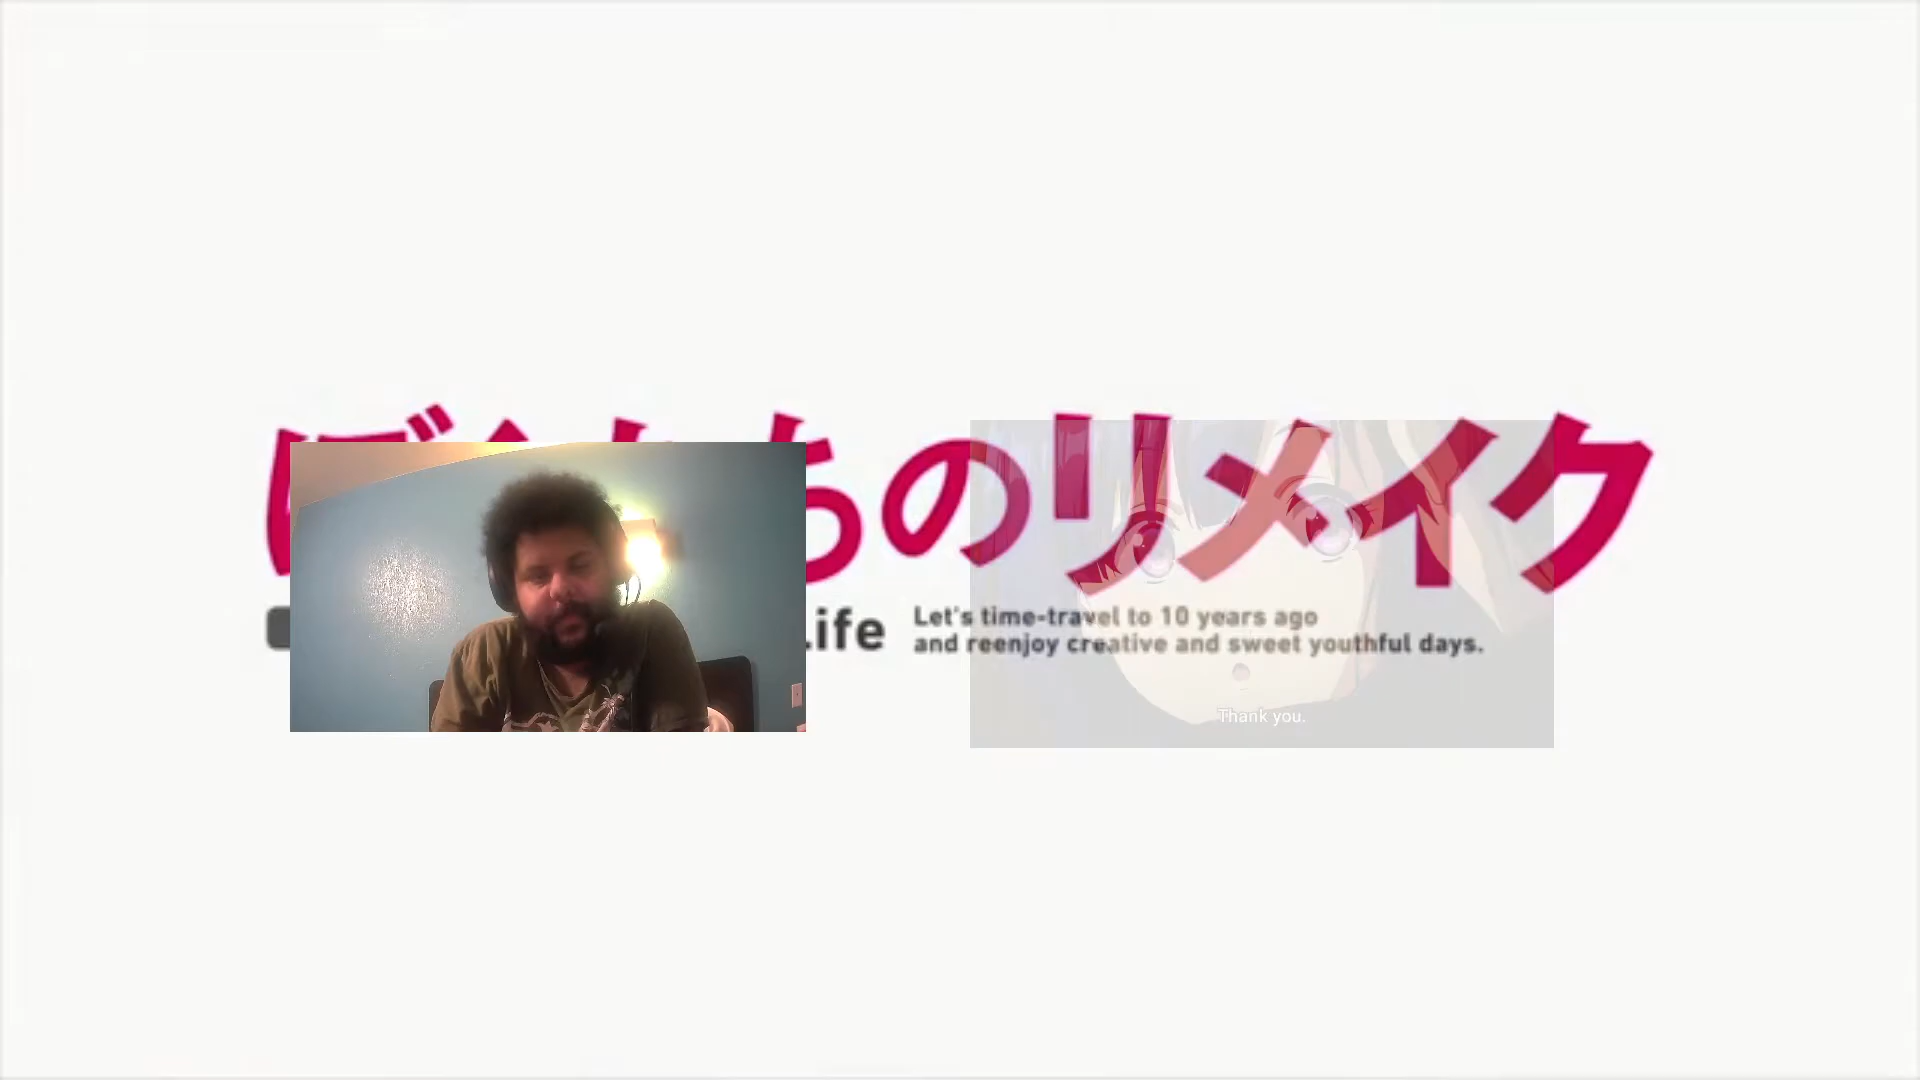 ちのリメイク
Life
Let's time-travel to 10 years ago
and reenjoy creative and sweet youthful days.
Thank you.